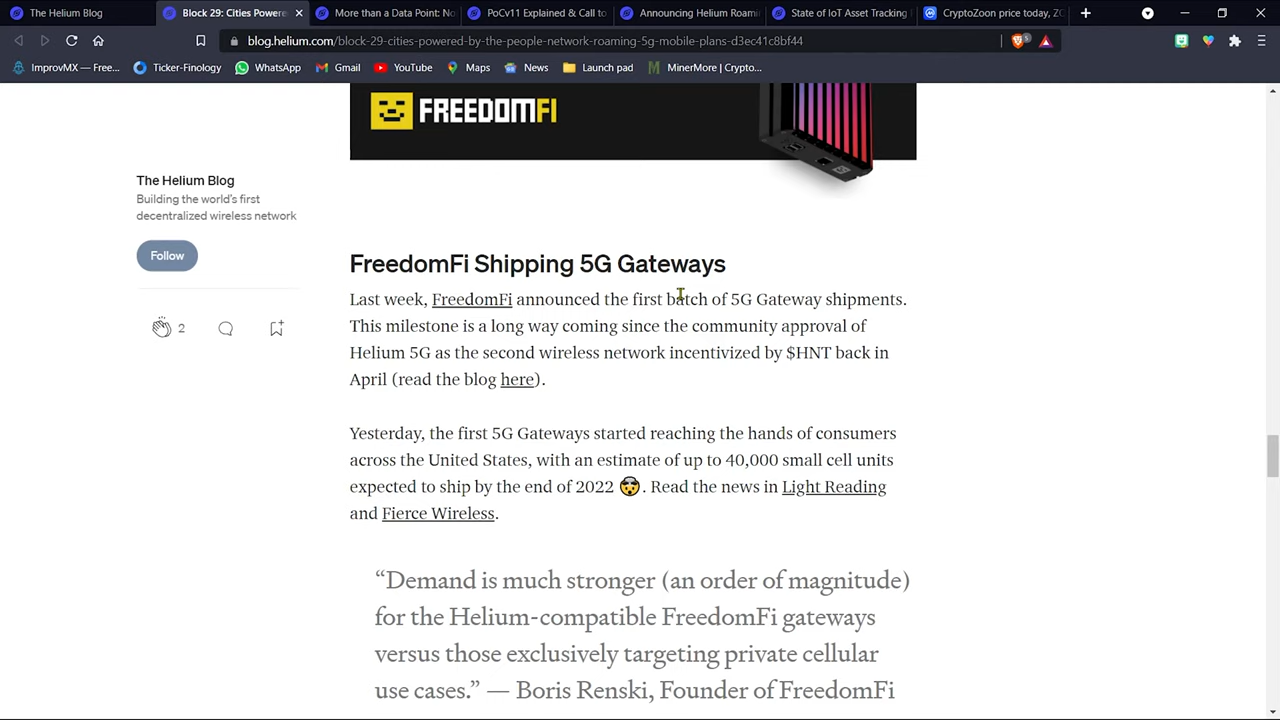 The Helium Blog
Block 29: Cities Powere
More than a Data Point: No
PoCv11 Explained & Call to
Announcing Helium Roami
State of IoT Asset Tracking
CryptoZoon price today, ZO
blog.helium.com/block-29-cities-powered-by-the-people-network-roaming-5g-mobile-plans-d3ec41c8bf44
5
ImprovMX — Free...
Ticker-Finology
WhatsApp
Gmail
YouTube
Maps
News
Launch pad
MinerMore | Crypto...
FREEDOMFI
The Helium Blog
Building the world's first
decentralized wireless network
Follow
2
FreedomFi Shipping 5G Gateways
Last week, FreedomFi announced the first batch of 5G Gateway shipments.
This milestone is a long way coming since the community approval of
Helium 5G as the second wireless network incentivized by $HNT back in
April (read the blog here).
Yesterday, the first 5G Gateways started reaching the hands of consumers
across the United States, with an estimate of up to 40,000 small cell units
expected to ship by the end of 2022 🤯. Read the news in Light Reading
and Fierce Wireless.
“Demand is much stronger (an order of magnitude)
for the Helium-compatible FreedomFi gateways
versus those exclusively targeting private cellular
use cases.” — Boris Renski, Founder of FreedomFi